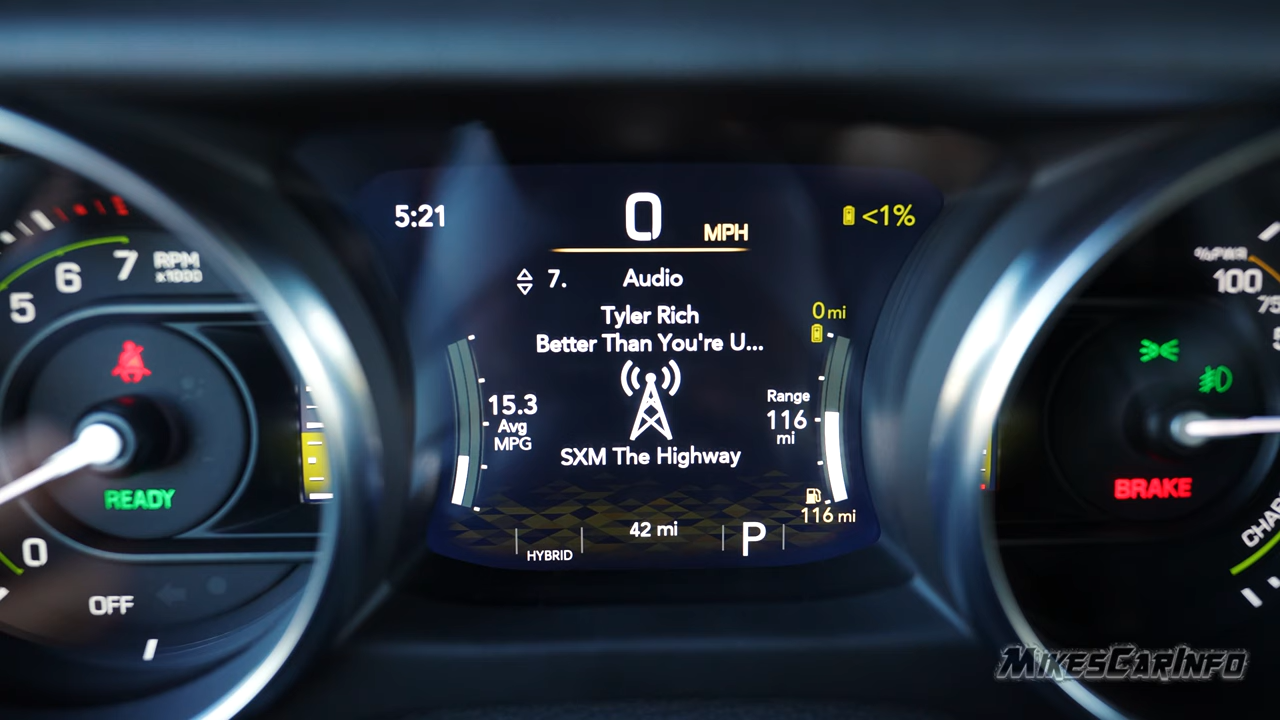 5:21
0 MPH
<1%
7. Audio
Tyler Rich
Better Than You're U...
0 mi
15.3
Avg
MPG
Range
116
mi
SXM The Highway
116 mi
HYBRID
42 mi
P
5
6
7
RPM
x1000
READY
0
OFF
%PWR
100
75
BRAKE
MIKESCARINFO